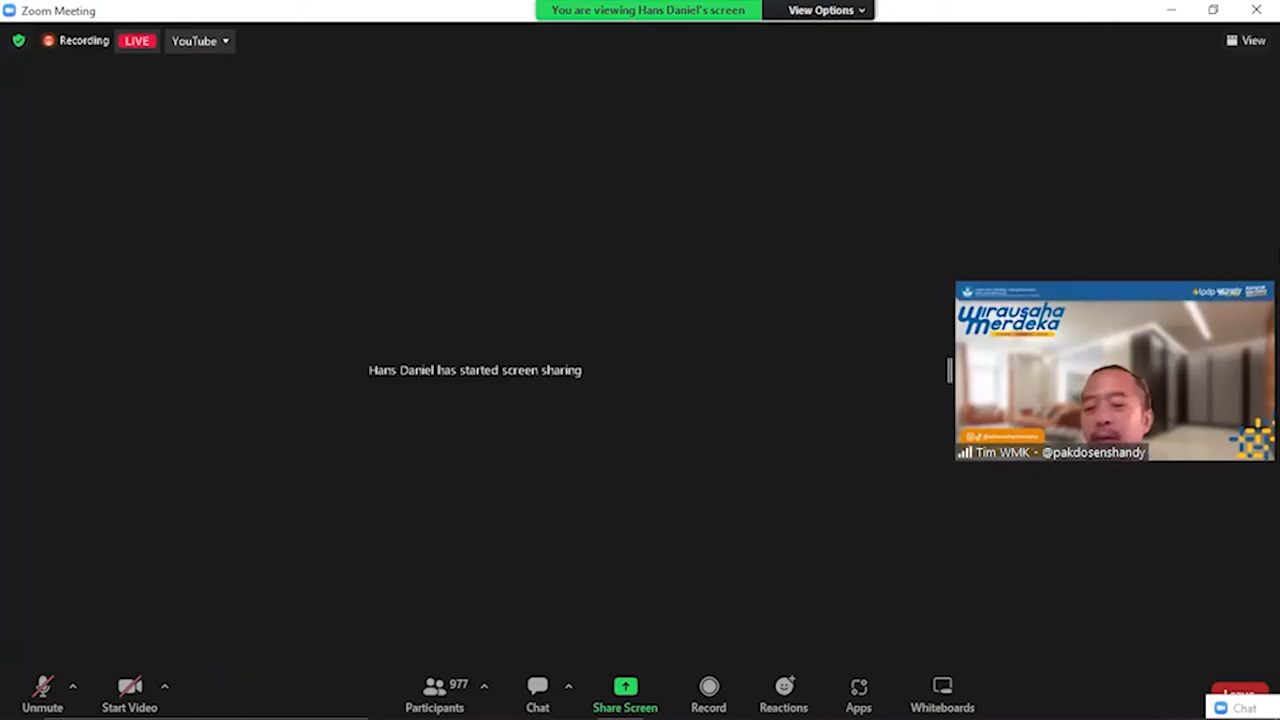 Zoom Meeting
You are viewing Hans Daniel's screen
View Options
Recording
LIVE
YouTube
View
Hans Daniel has started screen sharing
wirausaha
merdeka
Tim WMK - @pakdosenshandy
Unmute
Start Video
977
Participants
Chat
Share Screen
Record
Reactions
Apps
Whiteboards
Leave
Chat